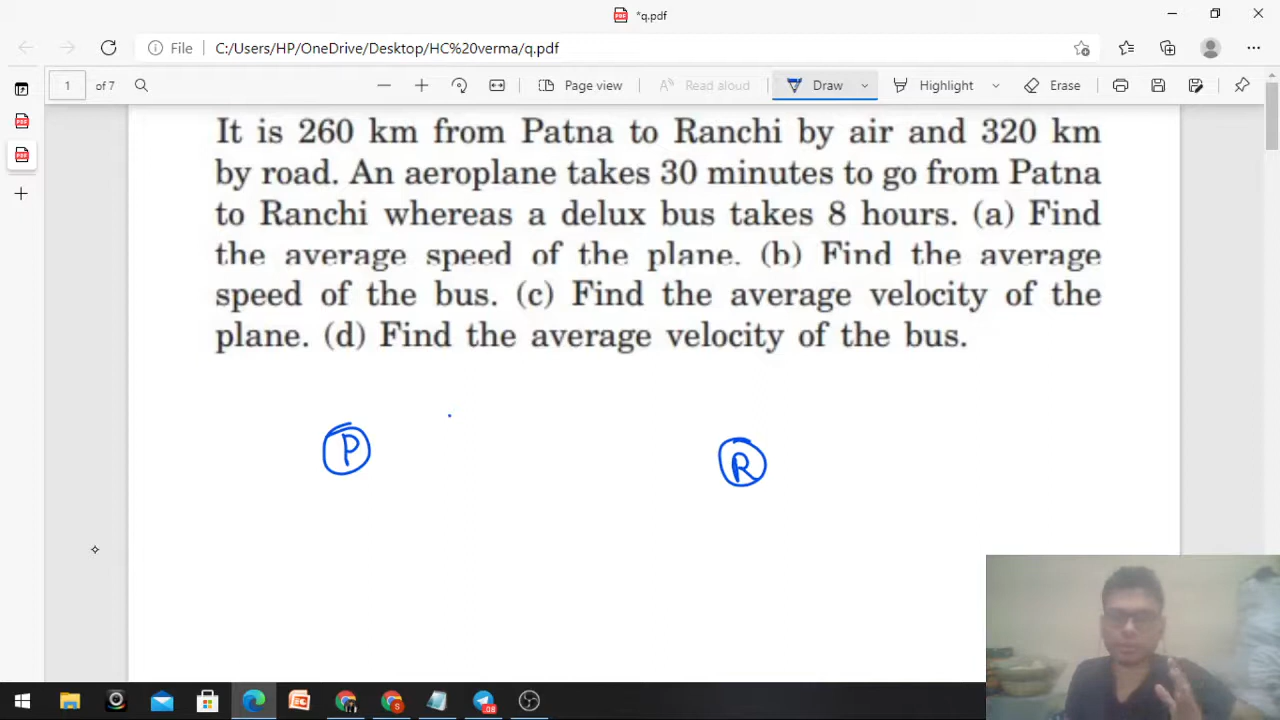 *q.pdf
File C:/Users/HP/OneDrive/Desktop/HC%20verma/q.pdf
1 of 7 Page view Read aloud Draw Highlight Erase
It is 260 km from Patna to Ranchi by air and 320 km
by road. An aeroplane takes 30 minutes to go from Patna
to Ranchi whereas a delux bus takes 8 hours. (a) Find
the average speed of the plane. (b) Find the average
speed of the bus. (c) Find the average velocity of the
plane. (d) Find the average velocity of the bus.
P R